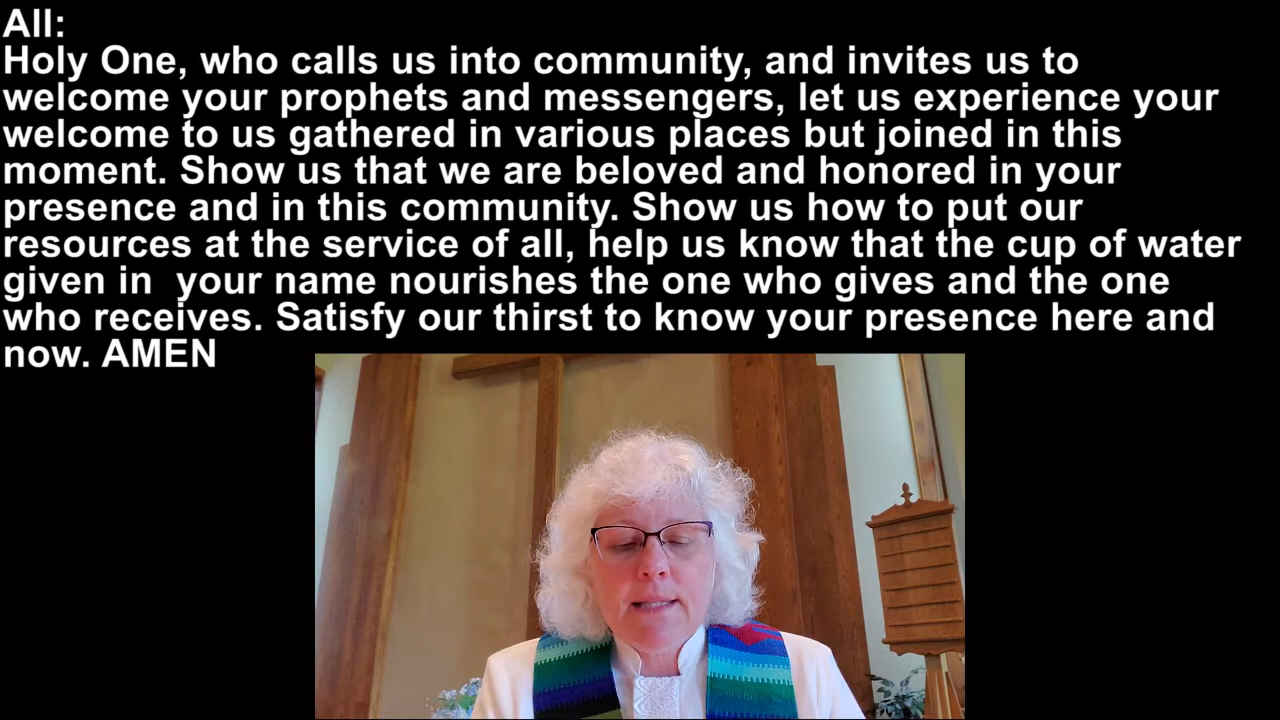 All:
Holy One, who calls us into community, and invites us to
welcome your prophets and messengers, let us experience your
welcome to us gathered in various places but joined in this
moment. Show us that we are beloved and honored in your
presence and in this community. Show us how to put our
resources at the service of all, help us know that the cup of water
given in  your name nourishes the one who gives and the one
who receives. Satisfy our thirst to know your presence here and
now. AMEN